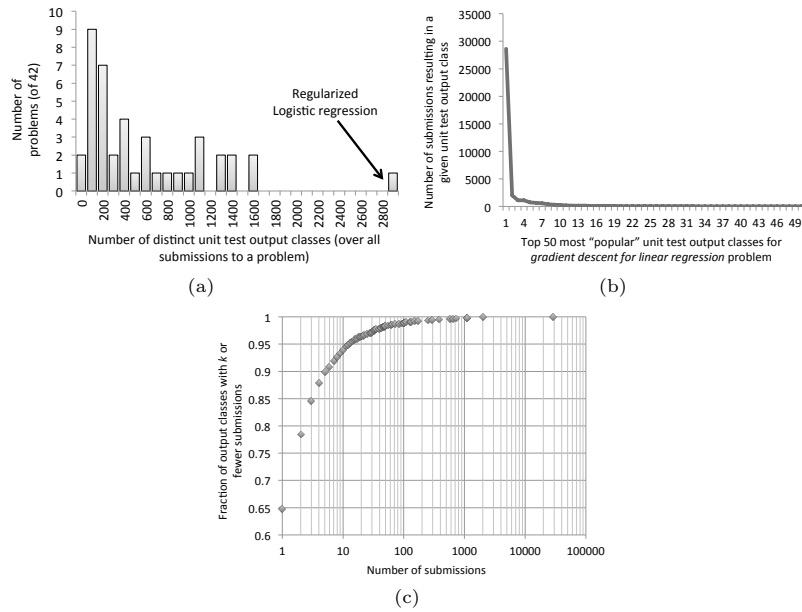 10
9
8
7
6
5
4
3
2
1
0
Number of
problems (of 42)
Regularized
Logistic regression
0
200
400
600
800
1000
1200
1400
1600
1800
2000
2200
2400
2600
2800
Number of distinct unit test output classes (over all
submissions to a problem)
(a)
Number of submissions resulting in a
given unit test output class
35000
30000
25000
20000
15000
10000
5000
0
1 4 7 10 13 16 19 22 25 28 31 34 37 40 43 46 49
Top 50 most “popular” unit test output classes for
gradient descent for linear regression problem
(b)
Fraction of output classes with k or
fewer submissions
1
0.95
0.9
0.85
0.8
0.75
0.7
0.65
0.6
1 10 100 1000 10000 100000
Number of submissions
(c)